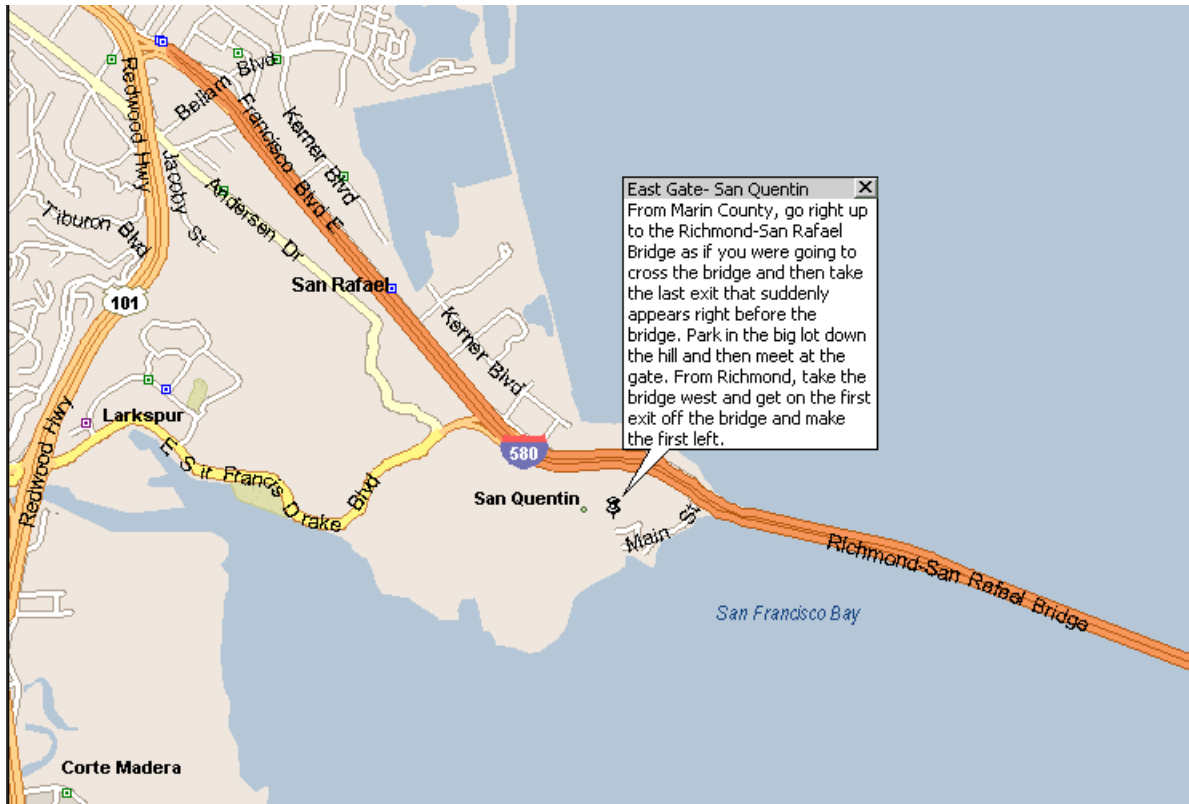 Redwood Hwy
Bellam Blvd
Francisco Blvd E
Kerner Blvd
Jacoby St
Andersen Dr
Tiburon Blvd
East Gate- San Quentin
From Marin County, go right up
to the Richmond-San Rafael
Bridge as if you were going to
cross the bridge and then take
the last exit that suddenly
appears right before the
bridge. Park in the big lot down
the hill and then meet at the
gate. From Richmond, take the
bridge west and get on the first
exit off the bridge and make
the first left.
San Rafael
101
Kerner Blvd
Larkspur
Redwood Hwy
E Sir Francis Drake Blvd
580
San Quentin
Main St
Richmond-San Rafael Bridge
San Francisco Bay
Corte Madera